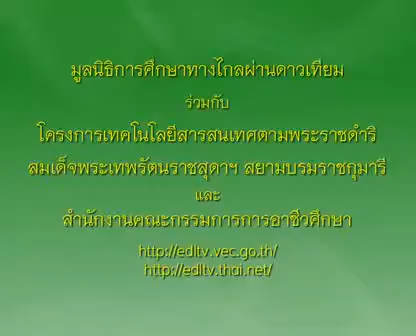 มูลนิธิการศึกษาทางไกลผ่านดาวเทียม
ร่วมกับ
โครงการเทคโนโลยีสารสนเทศตามพระราชดำริ
สมเด็จพระเทพรัตนราชสุดาฯ สยามบรมราชกุมารี
และ
สำนักงานคณะกรรมการการอาชีวศึกษา
http://edltv.vec.go.th/
http://edltv.thai.net/